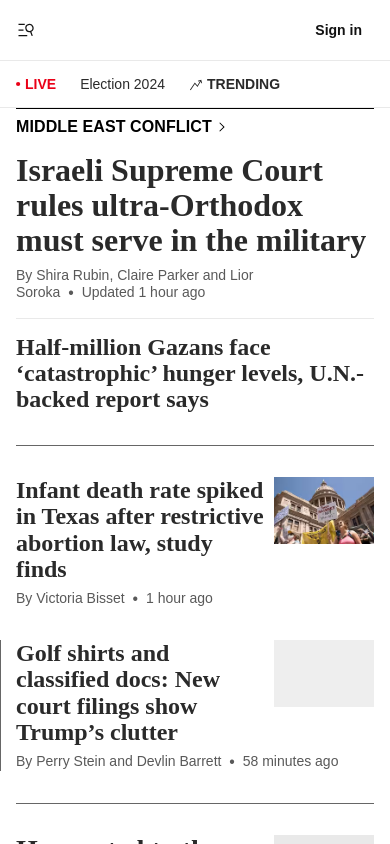 Sign in
LIVE
Election 2024
TRENDING
MIDDLE EAST CONFLICT
Israeli Supreme Court
rules ultra-Orthodox
must serve in the military
By Shira Rubin, Claire Parker and Lior
Soroka • Updated 1 hour ago
Half-million Gazans face
‘catastrophic’ hunger levels, U.N.-
backed report says
Infant death rate spiked
in Texas after restrictive
abortion law, study
finds
By Victoria Bisset • 1 hour ago
Golf shirts and
classified docs: New
court filings show
Trump’s clutter
By Perry Stein and Devlin Barrett • 58 minutes ago